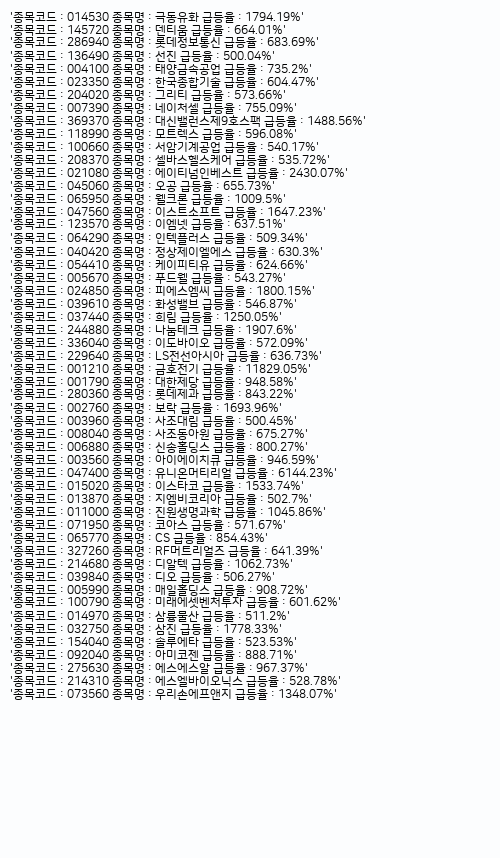 '종목코드 : 014530 종목명 : 극동유화 급등율 : 1794.19%'
'종목코드 : 145720 종목명 : 덴티움 급등율 : 664.01%'
'종목코드 : 286940 종목명 : 롯데정보통신 급등율 : 683.69%'
'종목코드 : 136490 종목명 : 선진 급등율 : 500.04%'
'종목코드 : 004100 종목명 : 태양금속공업 급등율 : 735.2%'
'종목코드 : 023350 종목명 : 한국종합기술 급등율 : 604.47%'
'종목코드 : 204020 종목명 : 그리티 급등율 : 573.66%'
'종목코드 : 007390 종목명 : 네이처셀 급등율 : 755.09%'
'종목코드 : 369370 종목명 : 대신밸런스제9호스팩 급등율 : 1488.56%'
'종목코드 : 118990 종목명 : 모트렉스 급등율 : 596.08%'
'종목코드 : 100660 종목명 : 서암기계공업 급등율 : 540.17%'
'종목코드 : 208370 종목명 : 셀바스헬스케어 급등율 : 535.72%'
'종목코드 : 021080 종목명 : 에이티넘인베스트 급등율 : 2430.07%'
'종목코드 : 045060 종목명 : 오공 급등율 : 655.73%'
'종목코드 : 065950 종목명 : 웰크론 급등율 : 1009.5%'
'종목코드 : 047560 종목명 : 이스트소프트 급등율 : 1647.23%'
'종목코드 : 123570 종목명 : 이엠넷 급등율 : 637.51%'
'종목코드 : 064290 종목명 : 인텍플러스 급등율 : 509.34%'
'종목코드 : 040420 종목명 : 정상제이엘에스 급등율 : 630.3%'
'종목코드 : 054410 종목명 : 케이피티유 급등율 : 624.66%'
'종목코드 : 005670 종목명 : 푸드웰 급등율 : 543.27%'
'종목코드 : 024850 종목명 : 피에스엠씨 급등율 : 1800.15%'
'종목코드 : 039610 종목명 : 화성밸브 급등율 : 546.87%'
'종목코드 : 037440 종목명 : 희림 급등율 : 1250.05%'
'종목코드 : 244880 종목명 : 나눔테크 급등율 : 1907.6%'
'종목코드 : 336040 종목명 : 이도바이오 급등율 : 572.09%'
'종목코드 : 229640 종목명 : LS전선아시아 급등율 : 636.73%'
'종목코드 : 001210 종목명 : 금호전기 급등율 : 11829.05%'
'종목코드 : 001790 종목명 : 대한제당 급등율 : 948.58%'
'종목코드 : 280360 종목명 : 롯데제과 급등율 : 843.22%'
'종목코드 : 002760 종목명 : 보락 급등율 : 1693.96%'
'종목코드 : 003960 종목명 : 사조대림 급등율 : 500.45%'
'종목코드 : 008040 종목명 : 사조동아원 급등율 : 675.27%'
'종목코드 : 006880 종목명 : 신송홀딩스 급등율 : 800.27%'
'종목코드 : 003560 종목명 : 아이에이치큐 급등율 : 946.59%'
'종목코드 : 047400 종목명 : 유니온머티리얼 급등율 : 6144.23%'
'종목코드 : 015020 종목명 : 이스타코 급등율 : 1533.74%'
'종목코드 : 013870 종목명 : 지엠비코리아 급등율 : 502.7%'
'종목코드 : 011000 종목명 : 진원생명과학 급등율 : 1045.86%'
'종목코드 : 071950 종목명 : 코아스 급등율 : 571.67%'
'종목코드 : 065770 종목명 : CS 급등율 : 854.43%'
'종목코드 : 327260 종목명 : RF머트리얼즈 급등율 : 641.39%'
'종목코드 : 214680 종목명 : 디알텍 급등율 : 1062.73%'
'종목코드 : 039840 종목명 : 디오 급등율 : 506.27%'
'종목코드 : 005990 종목명 : 매일홀딩스 급등율 : 908.72%'
'종목코드 : 100790 종목명 : 미래에셋벤처투자 급등율 : 601.62%'
'종목코드 : 014970 종목명 : 삼륭물산 급등율 : 511.2%'
'종목코드 : 032750 종목명 : 삼진 급등율 : 1778.33%'
'종목코드 : 154040 종목명 : 솔루에타 급등율 : 523.53%'
'종목코드 : 092040 종목명 : 아미코젠 급등율 : 888.71%'
'종목코드 : 275630 종목명 : 에스에스알 급등율 : 967.37%'
'종목코드 : 214310 종목명 : 에스엘바이오닉스 급등율 : 528.78%'
'종목코드 : 073560 종목명 : 우리손에프앤지 급등율 : 1348.07%'